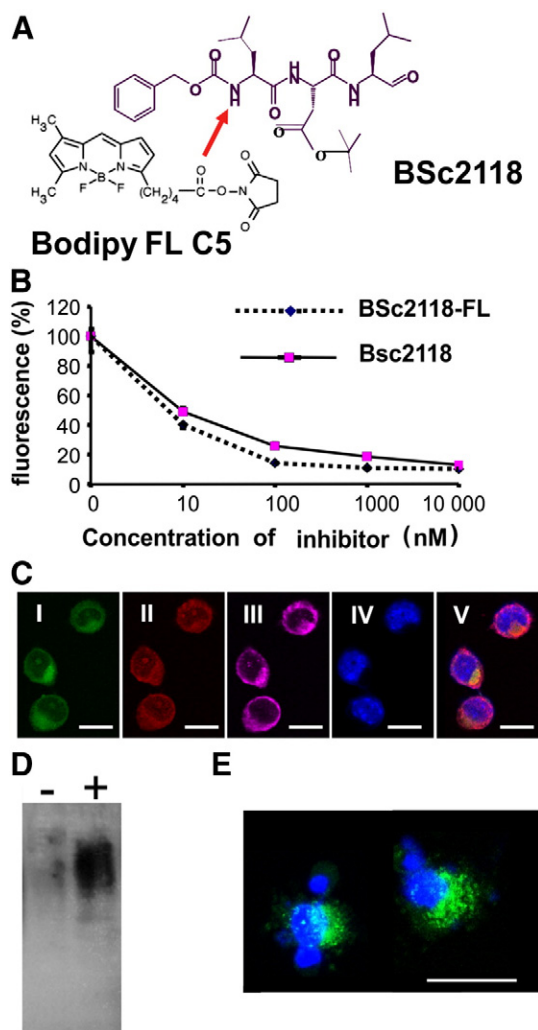 A
O O O
O N N N O
H H H
O
O
BSc2118
H₃C
N N
B
F F
H₃C
(CH₂)₄
O
O-N
O
O
Bodipy FL C5
B
fluorescence (%)
120
100
80
60
40
20
0
BSc2118-FL
Bsc2118
0 10 100 1000 10 000
Concentration of inhibitor (nM)
C
I II III IV V
D E
- +